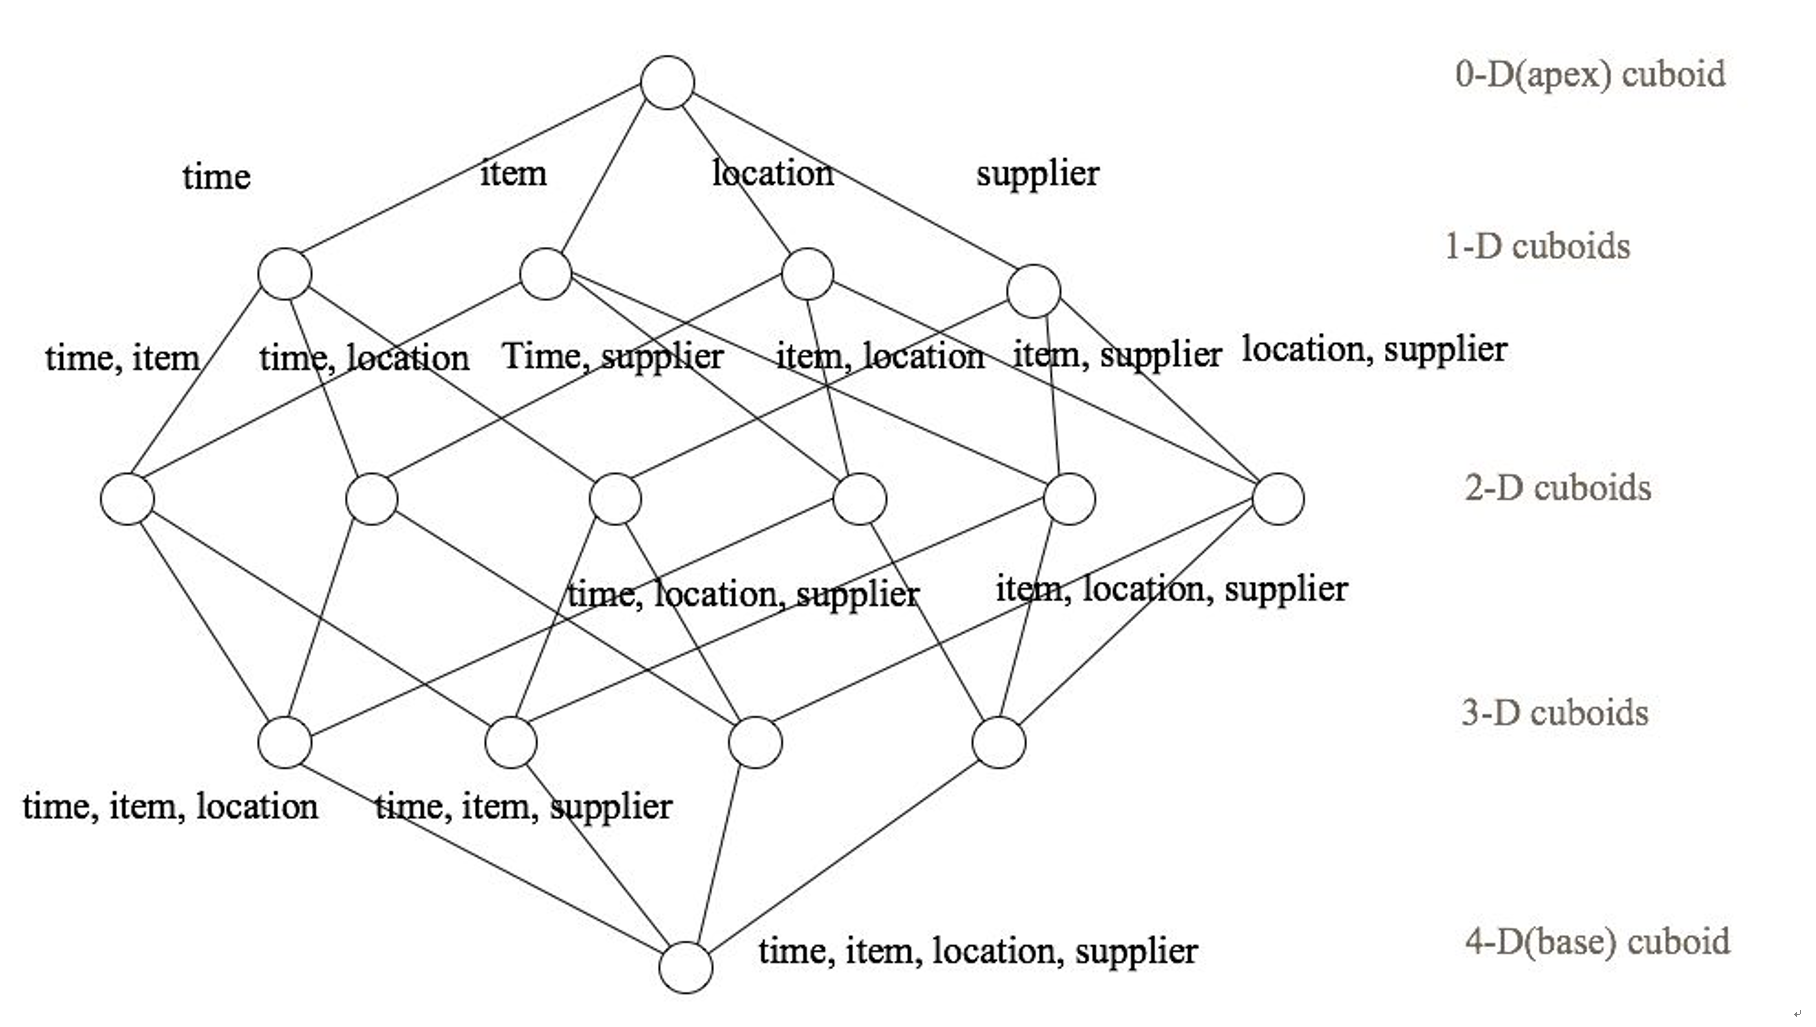 0-D(apex) cuboid
time
item
location
supplier
1-D cuboids
time, item
time, location
Time, supplier
item, location
item, supplier
location, supplier
2-D cuboids
time, location, supplier
item, location, supplier
3-D cuboids
time, item, location
time, item, supplier
time, item, location, supplier
4-D(base) cuboid